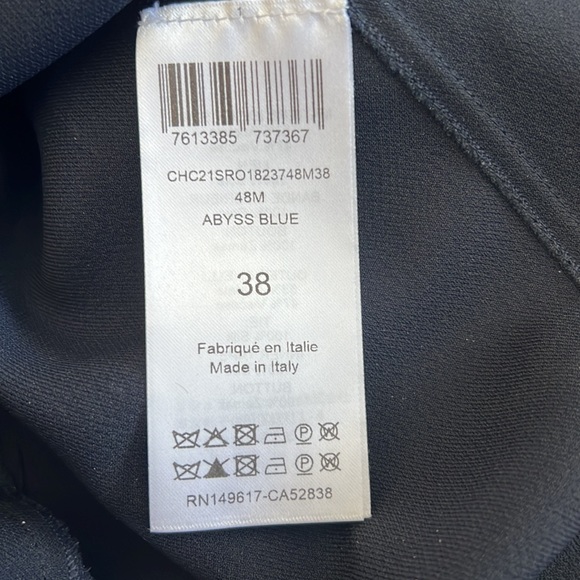 7613385 737367
CHC21SRO1823748M38
48M
ABYSS BLUE
38
Fabriqué en Italie
Made in Italy
RN149617-CA52838